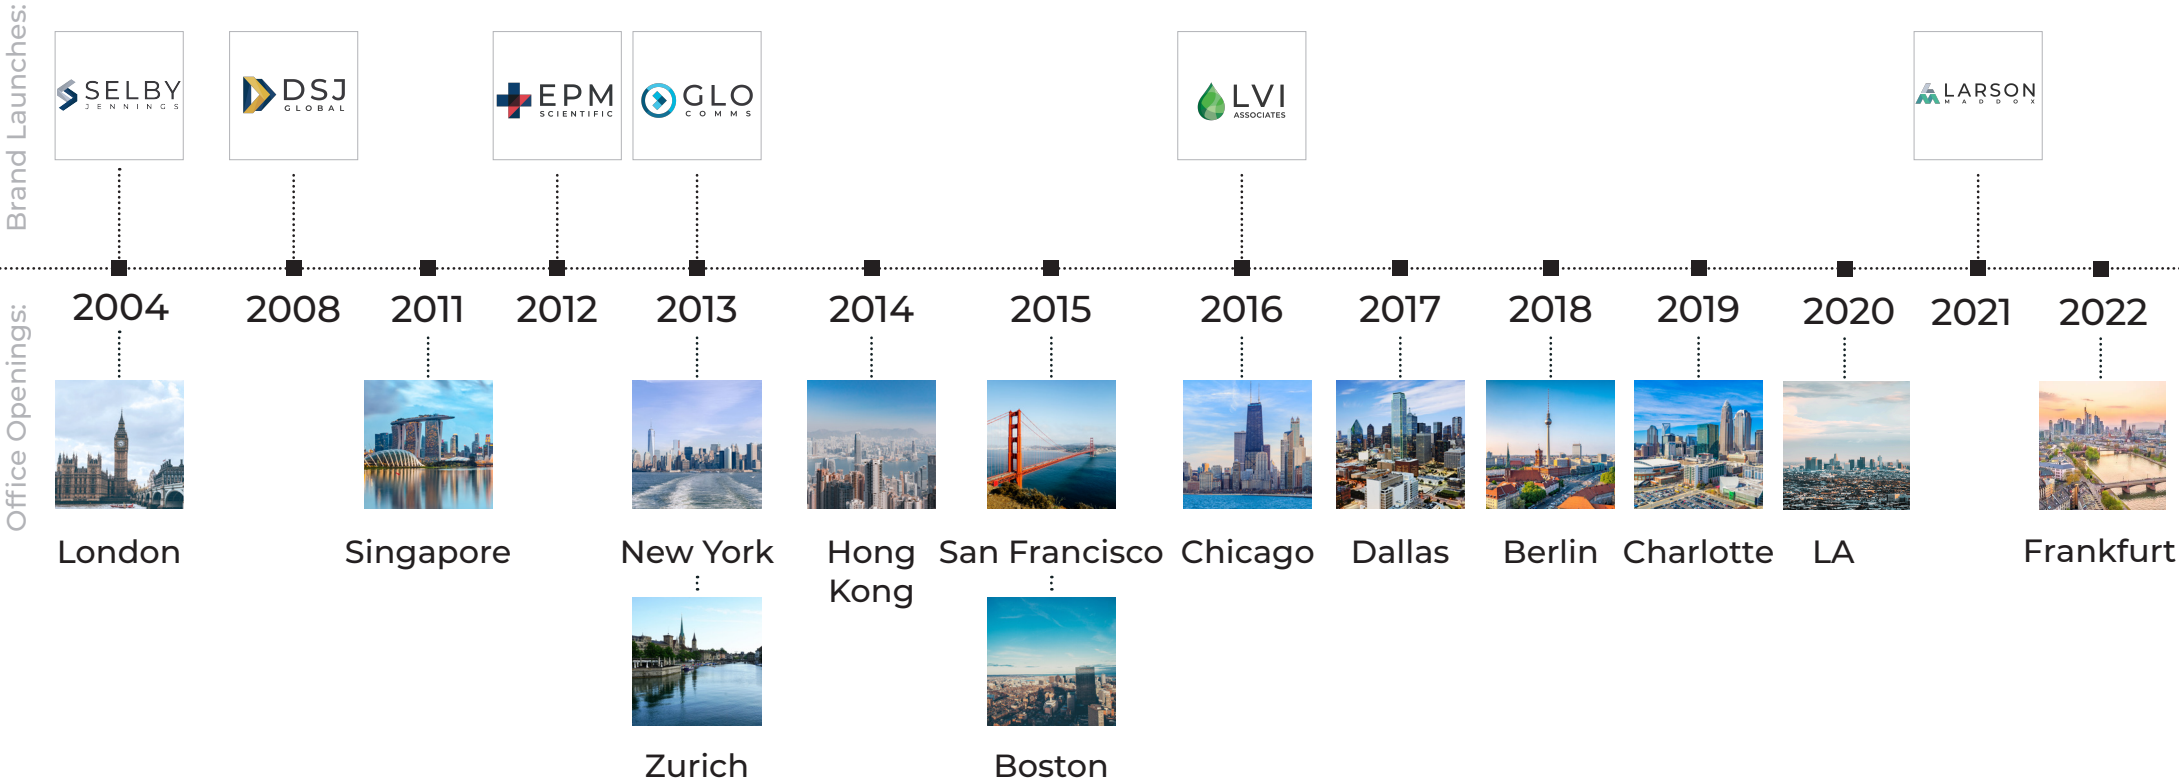 Brand Launches:
SELBY
JENNINGS
DSJ
GLOBAL
EPM
SCIENTIFIC
GLO
COMMS
LVI
ASSOCIATES
LARSON
MADDOX
2004 2008 2011 2012 2013 2014 2015 2016 2017 2018 2019 2020 2021 2022
Office Openings:
London Singapore New York Hong San Francisco Chicago Dallas Berlin Charlotte LA Frankfurt
Kong
Zurich Boston